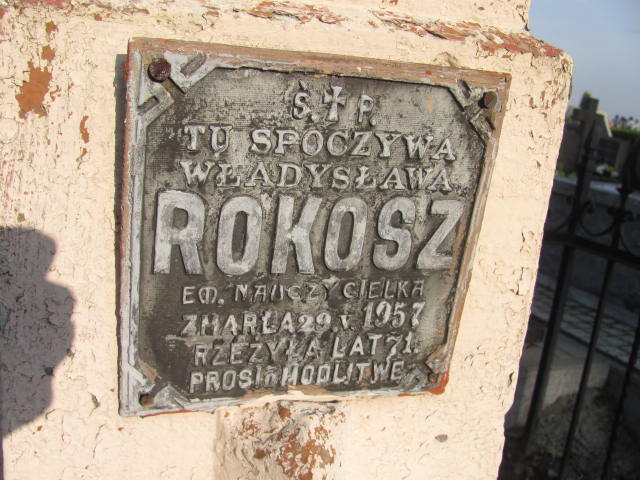 Ś. ✝ P.
TU SPOCZYWA
WŁADYSŁAWA
ROKOSZ
EM. NAUCZYCIELKA
ZMARŁA 29.V.1957
PRZEŻYŁA LAT 71.
PROSI o MODLITWĘ